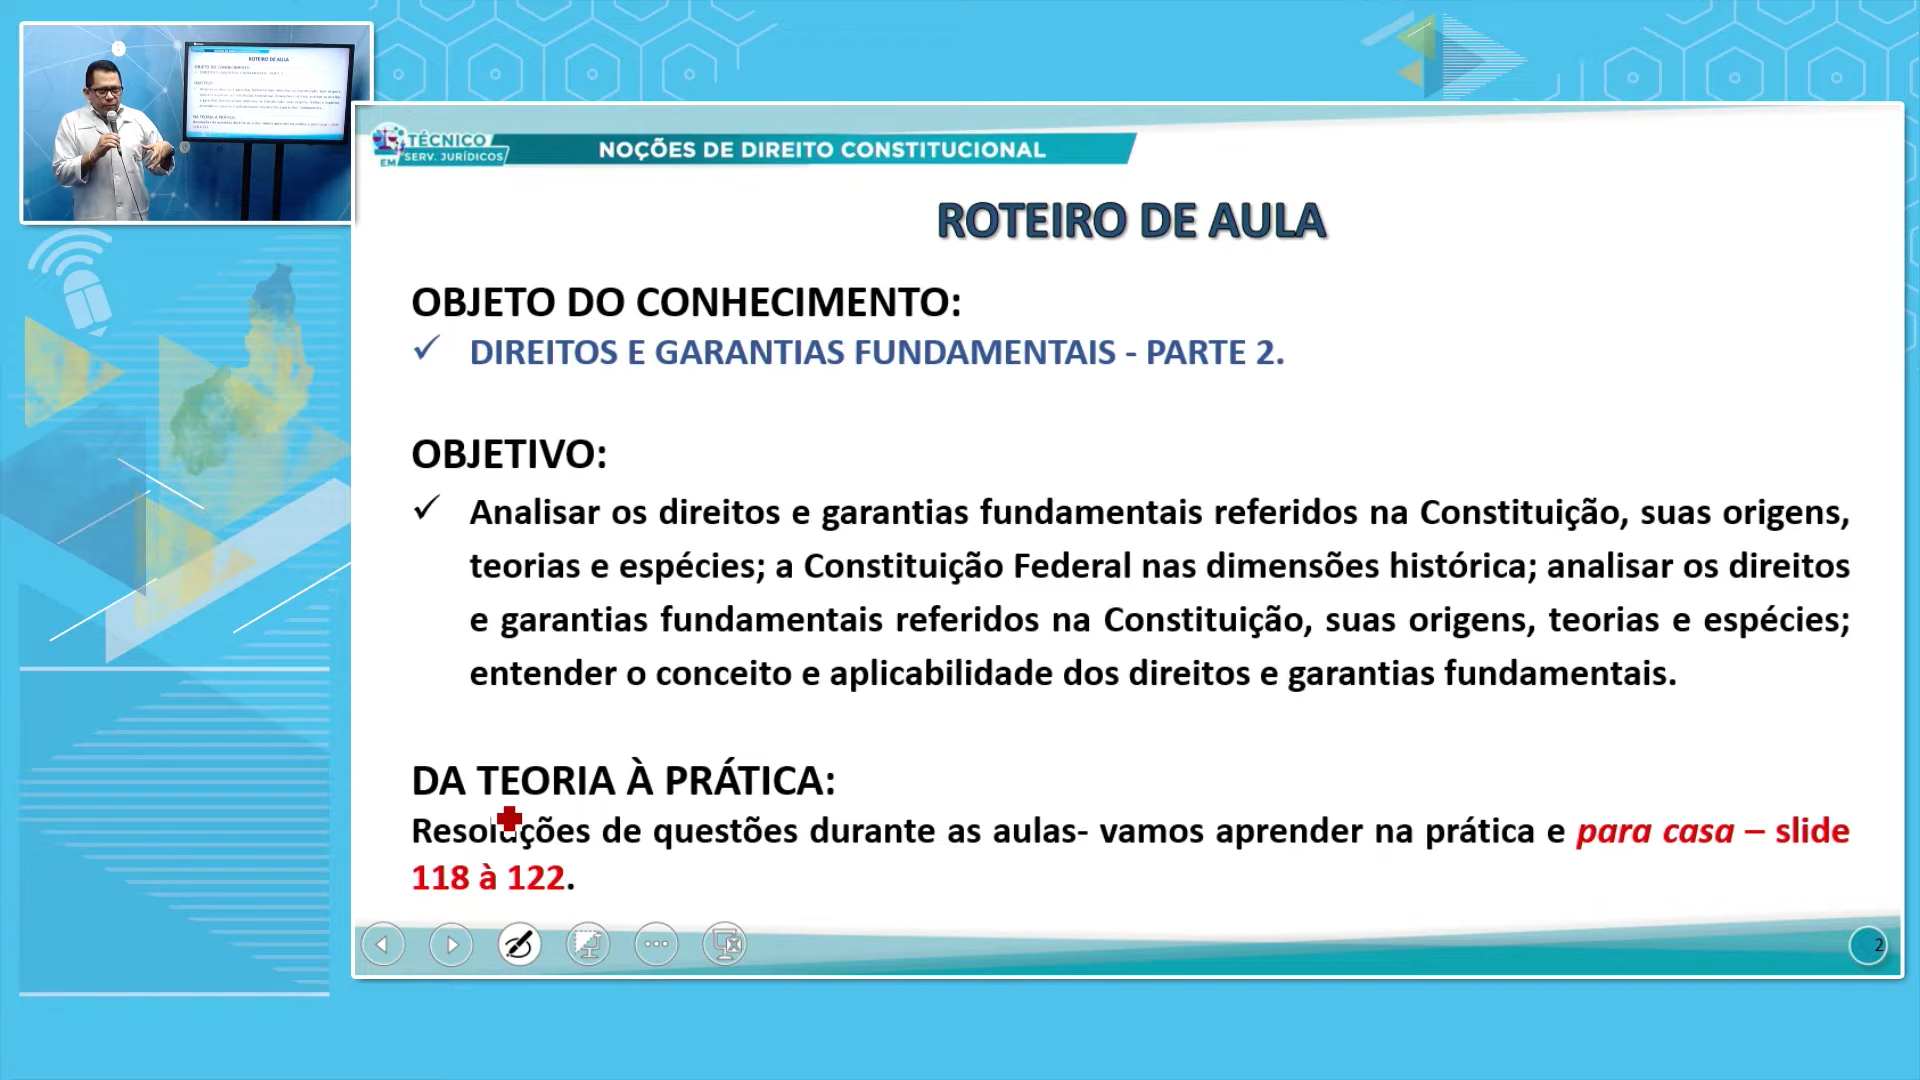 TÉCNICO
EM SERV. JURÍDICOS
NOÇÕES DE DIREITO CONSTITUCIONAL
ROTEIRO DE AULA
OBJETO DO CONHECIMENTO:
✓ DIREITOS E GARANTIAS FUNDAMENTAIS - PARTE 2.
OBJETIVO:
✓ Analisar os direitos e garantias fundamentais referidos na Constituição, suas origens,
teorias e espécies; a Constituição Federal nas dimensões histórica; analisar os direitos
e garantias fundamentais referidos na Constituição, suas origens, teorias e espécies;
entender o conceito e aplicabilidade dos direitos e garantias fundamentais.
DA TEORIA À PRÁTICA:
Resoluções de questões durante as aulas- vamos aprender na prática e para casa – slide
118 à 122.
2